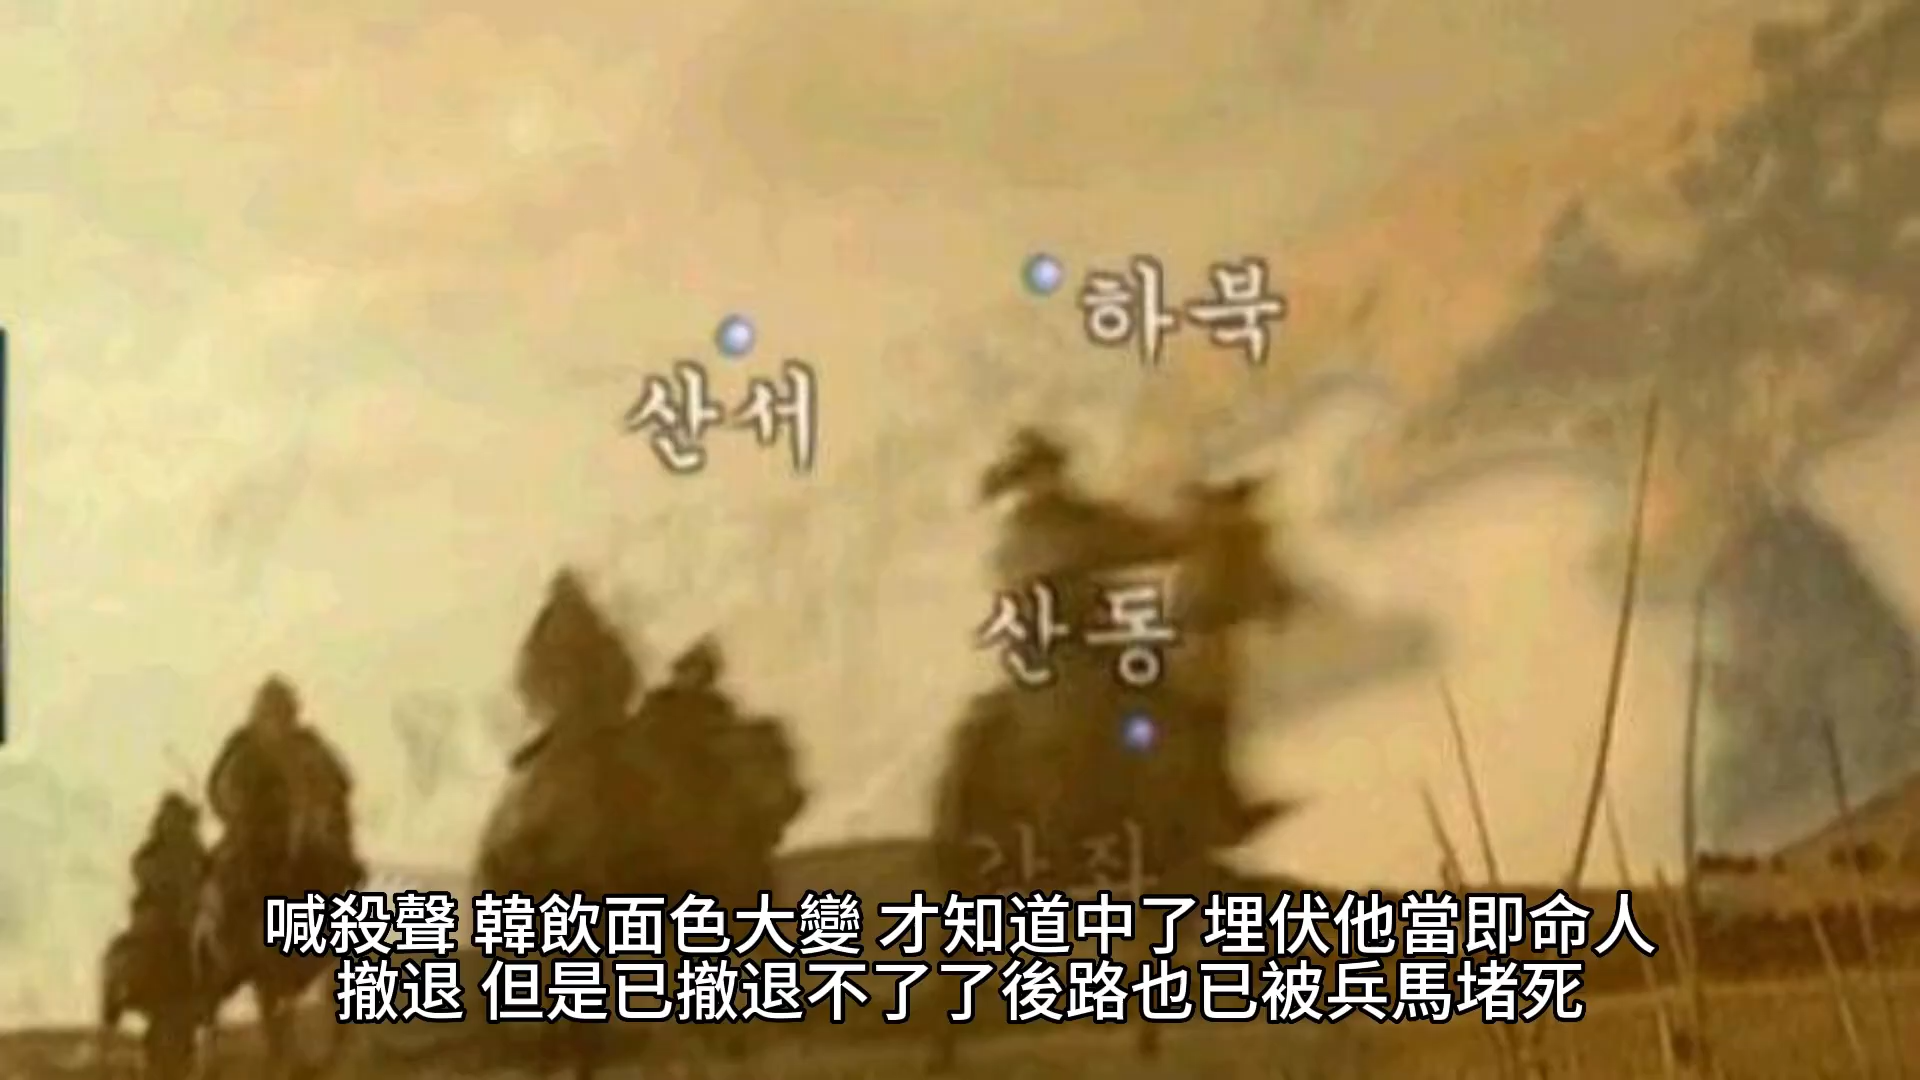 하북
산서
산동
喊殺聲 韓飲面色大變 才知道中了埋伏他當即命人
撤退 但是已撤退不了了後路也已被兵馬堵死